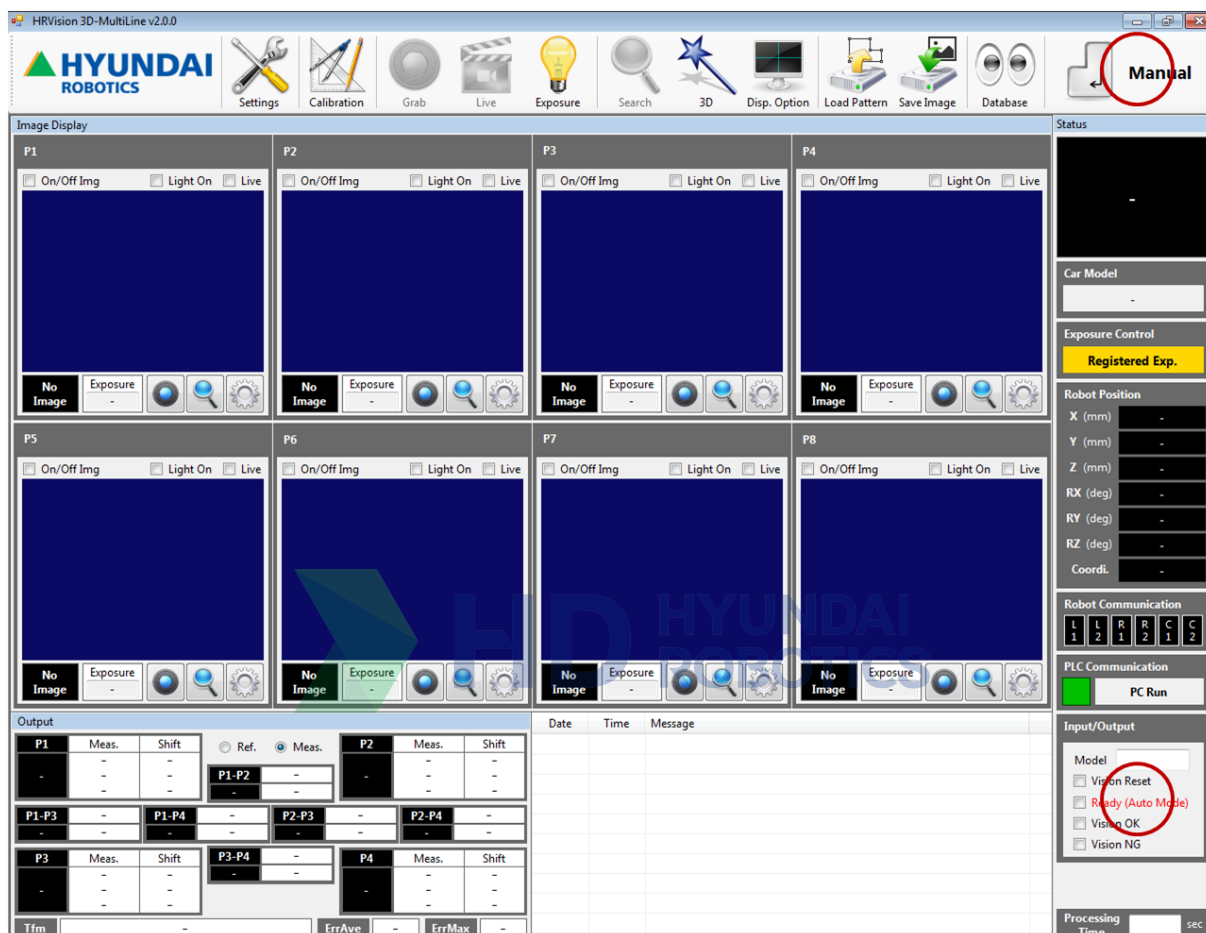 HRVision 3D-MultiLine v2.0.0
HYUNDAI
ROBOTICS
Settings Calibration Grab Live Exposure Search 3D Disp. Option Load Pattern Save Image Database Manual
Image Display
Status
P1 P2 P3 P4
On/Off Img Light On Live On/Off Img Light On Live On/Off Img Light On Live On/Off Img Light On Live
-
Car Model
-
Exposure Control
Registered Exp.
No Image Exposure - No Image Exposure - No Image Exposure - No Image Exposure -
Robot Position
X (mm) -
Y (mm) -
Z (mm) -
RX (deg) -
RY (deg) -
RZ (deg) -
Coordi. -
P5 P6 P7 P8
On/Off Img Light On Live On/Off Img Light On Live On/Off Img Light On Live On/Off Img Light On Live
HD HYUNDAI
ROBOTICS
No Image Exposure - No Image Exposure - No Image Exposure - No Image Exposure -
Robot Communication
L1 L2 R1 R2 C1 C2
PLC Communication
PC Run
Output
Date Time Message
P1 Meas. Shift Ref. Meas. P2 Meas. Shift
- - - - - -
- - - P1-P2 - - - -
- - - - - -
P1-P3 - P1-P4 - P2-P3 - P2-P4 -
- - - - - - - -
P3 Meas. Shift P3-P4 - P4 Meas. Shift
- - - - - - - -
- - - - - -
- - - -
Tfm - ErrAve - ErrMax -
Input/Output
Model
Vision Reset
Ready (Auto Mode)
Vision OK
Vision NG
Processing
Time sec